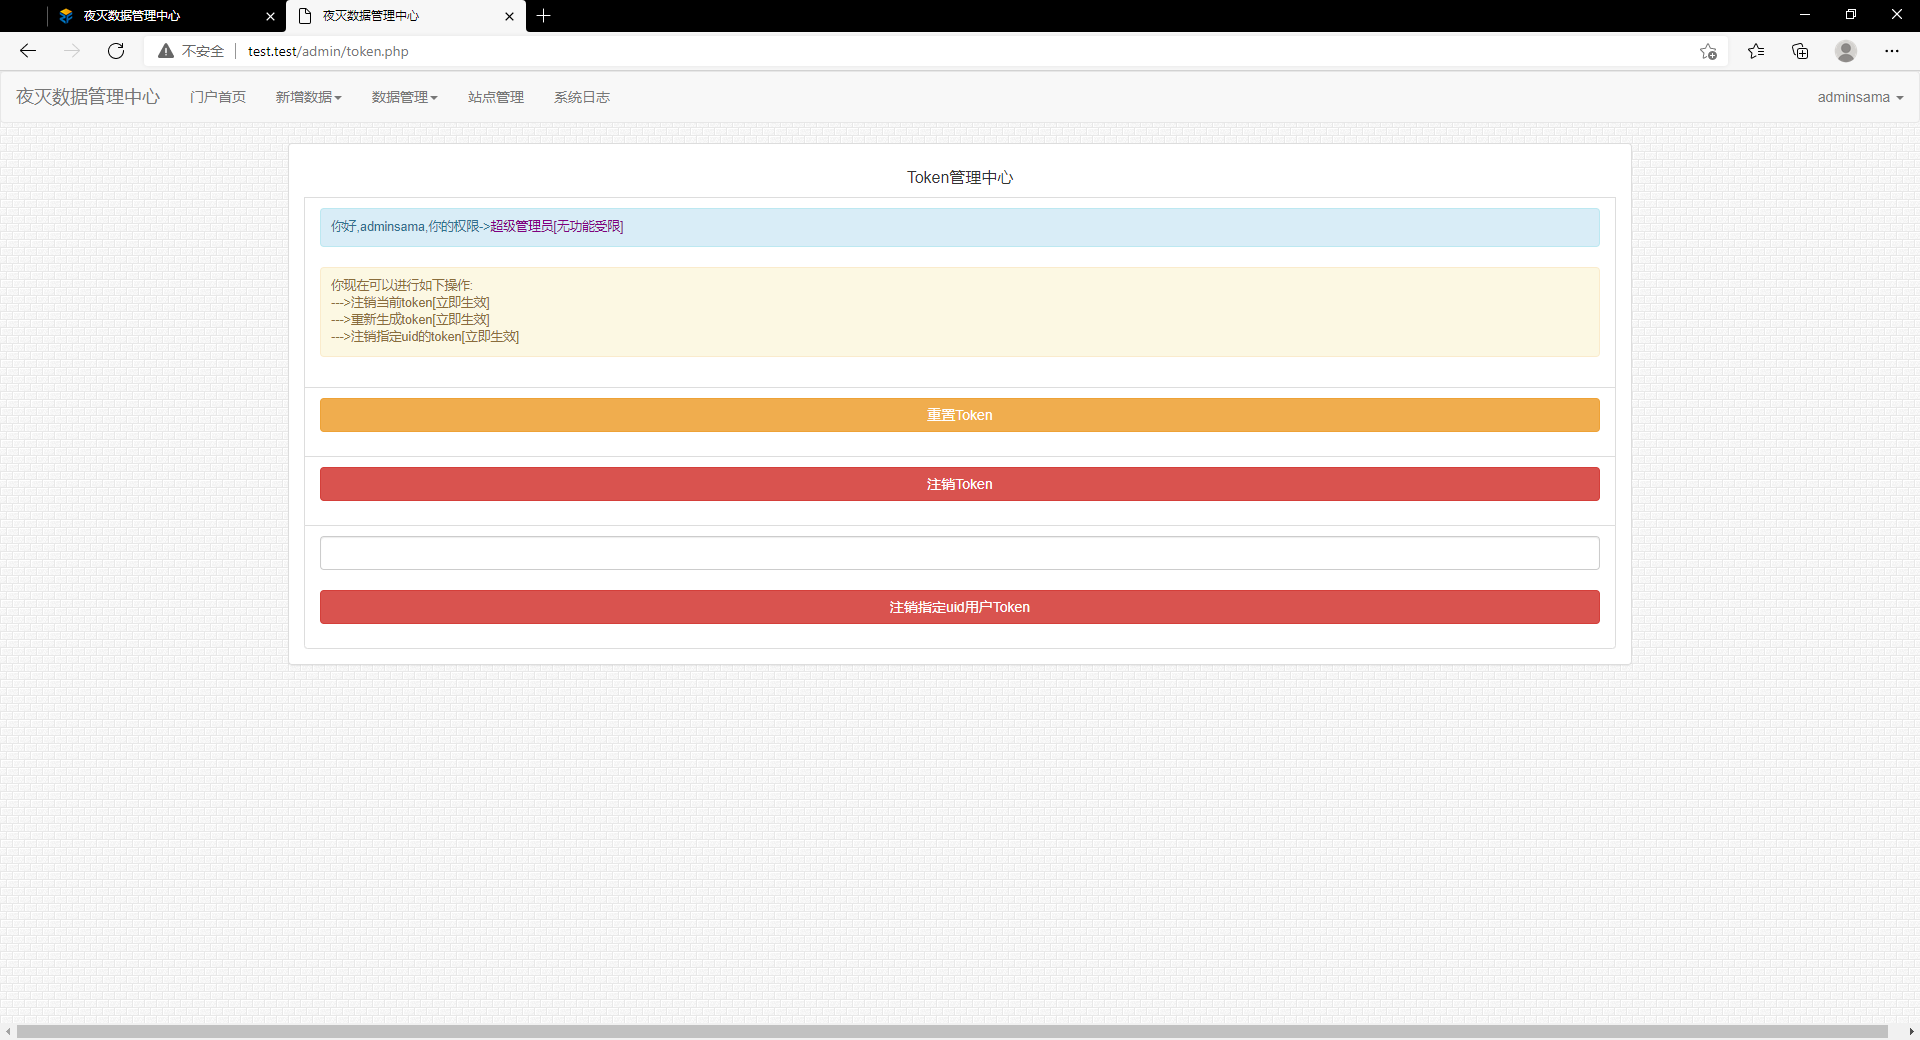 夜灭数据管理中心
夜灭数据管理中心
不安全
test.test/admin/token.php
夜灭数据管理中心
门户首页
新增数据
数据管理
站点管理
系统日志
adminsama
Token管理中心
你好,adminsama,你的权限->超级管理员[无功能受限]
你现在可以进行如下操作:
--->注销当前token[立即生效]
--->重新生成token[立即生效]
--->注销指定uid的token[立即生效]
重置Token
注销Token
注销指定uid用户Token